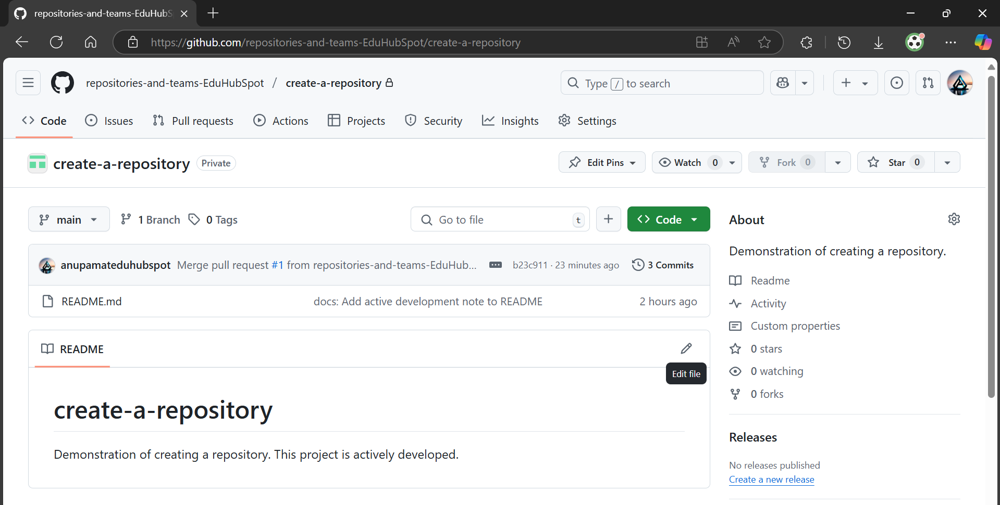 repositories-and-teams-EduHubS
https://github.com/repositories-and-teams-EduHubSpot/create-a-repository
repositories-and-teams-EduHubSpot / create-a-repository
Type / to search
Code Issues Pull requests Actions Projects Security Insights Settings
create-a-repository Private
Edit Pins Watch 0 Fork 0 Star 0
main 1 Branch 0 Tags Go to file t Code
anupamateduhubspot Merge pull request #1 from repositories-and-teams-EduHub... b23c911 · 23 minutes ago 3 Commits
README.md docs: Add active development note to README 2 hours ago
README
Edit file
create-a-repository
Demonstration of creating a repository. This project is actively developed.
About
Demonstration of creating a repository.
Readme
Activity
Custom properties
0 stars
0 watching
0 forks
Releases
No releases published
Create a new release